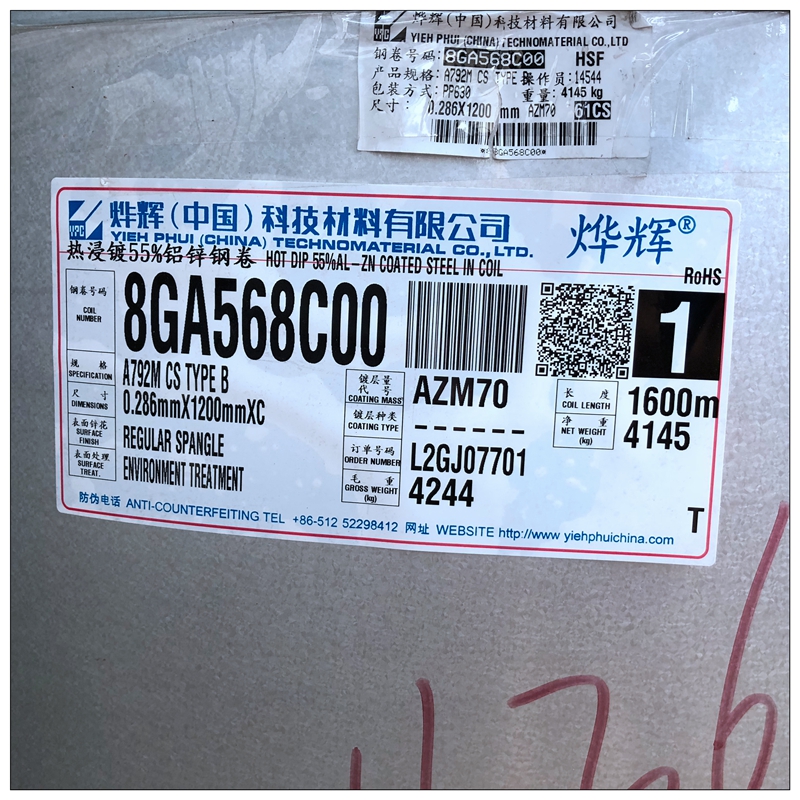 烨辉(中国)科技材料有限公司
YPC
YIEH PHUI (CHINA) TECHNOMATERIAL CO.,LTD
钢卷号码: 8GA568C00 HSF
产品规格: A792M CS TYPE 操作员: 14544
包装方式: PP630 重量: 4145 kg
尺寸: 0.286X1200 mm AZM70 61CS
*8GA568C00*
YPC
烨辉(中国)科技材料有限公司
YIEH PHUI (CHINA) TECHNOMATERIAL CO., LTD.
烨辉®
热浸镀55%铝锌钢卷 HOT DIP 55%AL-ZN COATED STEEL IN COIL
RoHS
钢卷号码
COIL NUMBER
8GA568C00
1
规格
SPECIFICATION
A792M CS TYPE B
尺寸
DIMENSIONS
0.286mmX1200mmXC
表面锌花
SURFACE FINISH
REGULAR SPANGLE
表面处理
SURFACE TREAT.
ENVIRONMENT TREATMENT
镀层量代号
COATING MASS
AZM70
镀层种类
COATING TYPE
------
订单号码
ORDER NUMBER
L2GJ07701
毛重
GROSS WEIGHT (kg)
4244
长度
COIL LENGTH
1600m
净重
NET WEIGHT (kg)
4145
T
防伪电话 ANTI-COUNTERFEITING TEL +86-512 52298412 网址 WEBSITE http://www.yiehphuichina.com